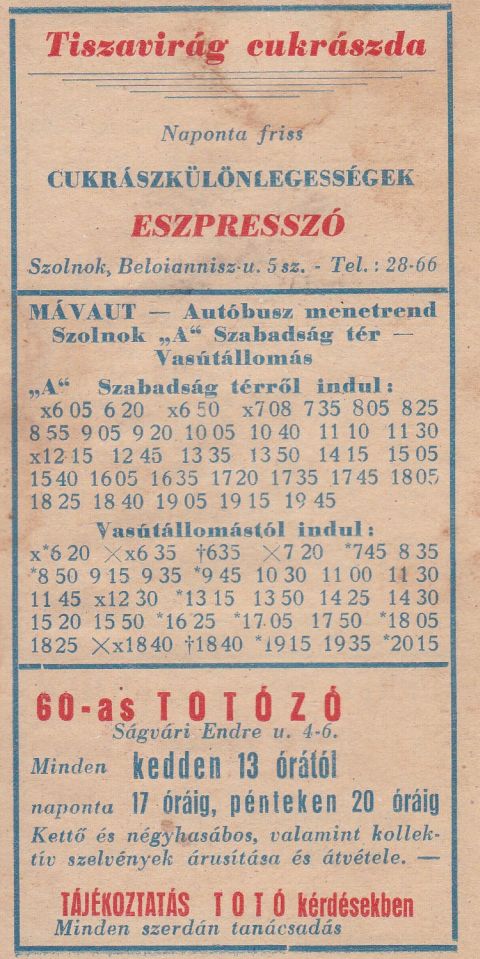 Tiszavirág cukrászda
Naponta friss
CUKRÁSZKÜLÖNLEGESSÉGEK
ESZPRESSZÓ
Szolnok, Beloiannisz-u. 5 sz. - Tel.: 28-66
MÁVAUT — Autóbusz menetrend
Szolnok „A“ Szabadság tér —
Vasútállomás
„A“ Szabadság térről indul:
x6 05 6 20 x6 50 x7 08 7 35 8 05 8 25
8 55 9 05 9 20 10 05 10 40 11 10 11 30
x12 15 12 45 13 35 13 50 14 15 15 05
15 40 16 05 16 35 17 20 17 35 17 45 18 05
18 25 18 40 19 05 19 15 19 45
Vasútállomástól indul:
x*6 20 ×x6 35 †6 35 ×7 20 *7 45 8 35
*8 50 9 15 9 35 *9 45 10 30 11 00 11 30
11 45 x12 30 *13 15 13 50 14 25 14 30
15 20 15 50 *16 25 *17 05 17 50 *18 05
18 25 ×x18 40 †18 40 *19 15 19 35 *20 15
60-as TOTÓZÓ
Ságvári Endre u. 4-6.
Minden kedden 13 órától
naponta 17 óráig, pénteken 20 óráig
Kettő és négyhasábos, valamint kollek-
tív szelvények árusítása és átvétele. —
TÁJÉKOZTATÁS TOTÓ kérdésekben
Minden szerdán tanácsadás